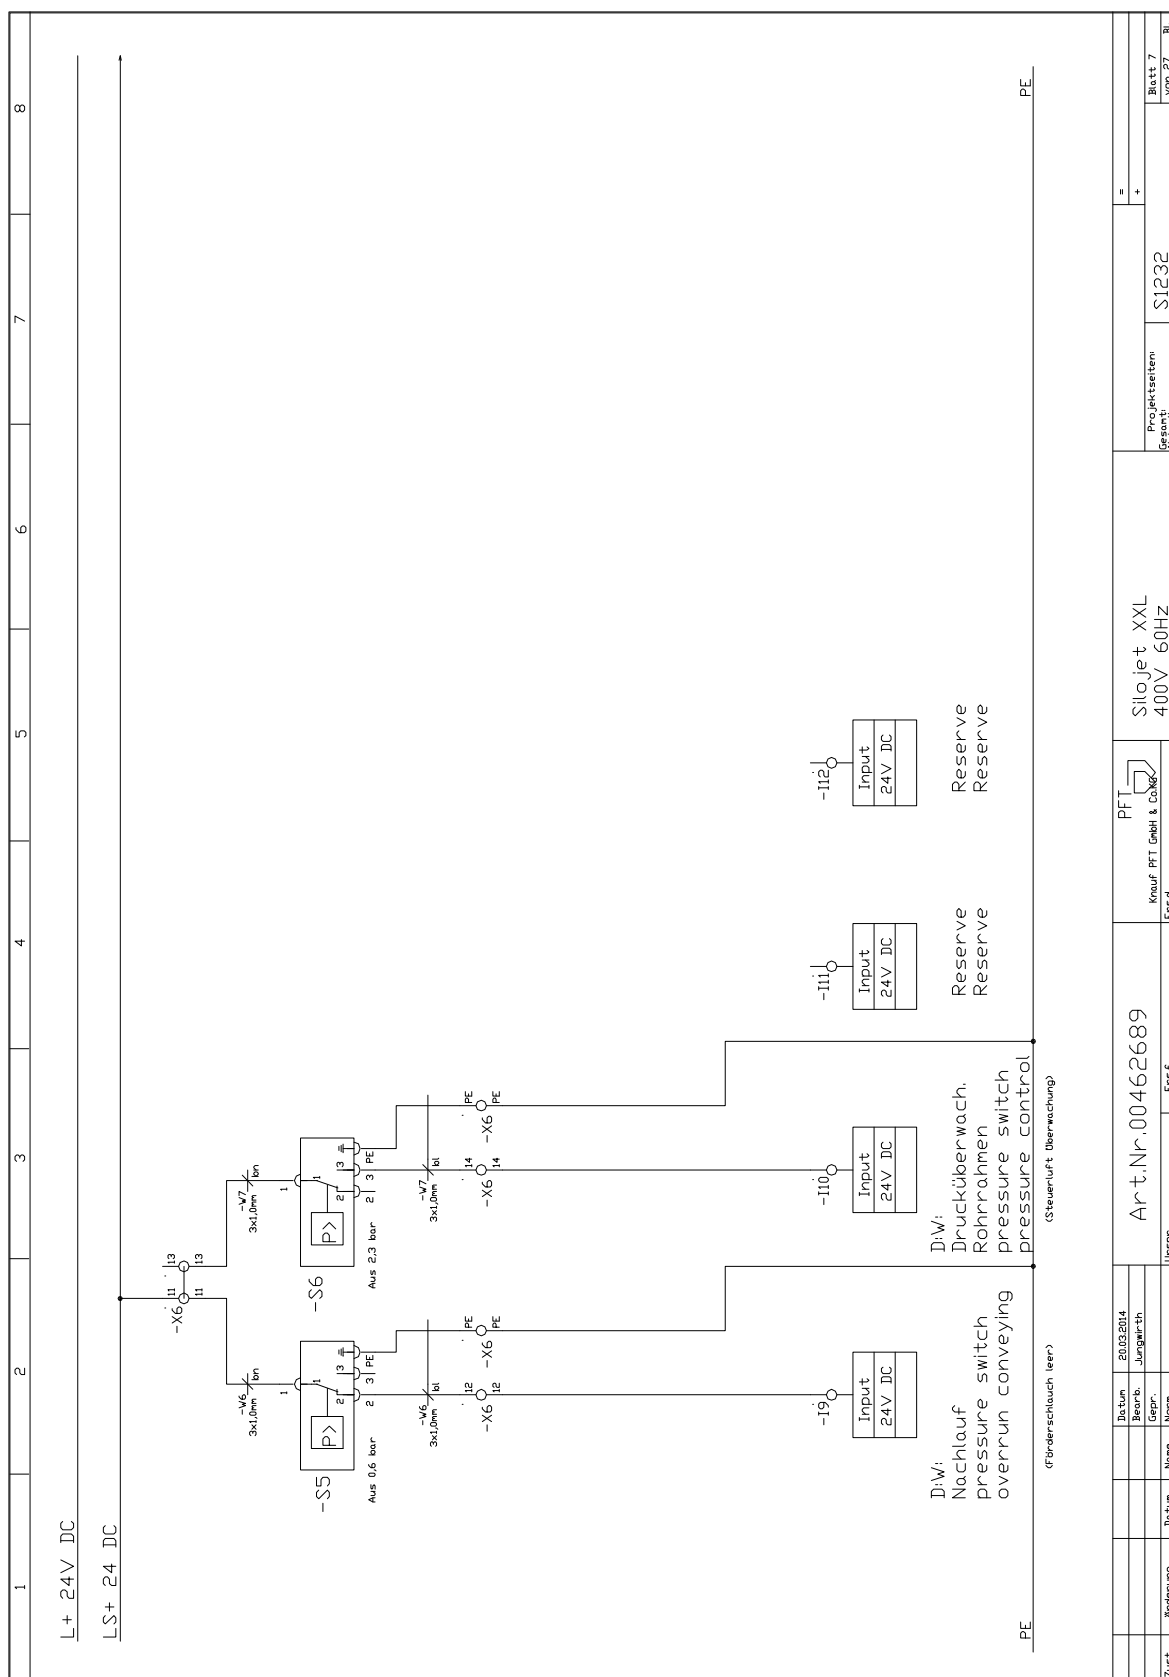 1
2
3
4
5
6
7
8
L+ 24V DC
LS+ 24 DC
-X6
11
13
11
13
-W6
3x1,0mm
bn
-W7
3x1,0mm
bn
-S5
P>
1
1
2
3
2
3
PE
Aus 0,6 bar
-S6
P>
1
1
2
3
2
3
PE
Aus 2,3 bar
-W6
3x1,0mm
bl
-W7
3x1,0mm
bl
-X6
12
12
-X6
PE
PE
-X6
14
14
-X6
PE
PE
-I9
Input
24V DC
-I10
Input
24V DC
-I11
Input
24V DC
-I12
Input
24V DC
D:W:
Nachlauf
pressure switch
overrun conveying
D:W:
Drucküberwach.
Rohrrahmen
pressure switch
pressure control
Reserve
Reserve
Reserve
Reserve
PE
PE
(Förderschlauch leer)
(Steuerluft Überwachung)
Datum
20.03.2014
Bearb.
Jungwirth
Gepr.
Art.Nr.00462689
PFT
Knauf PFT GmbH & Co.KG
Silojet XXL
400V 60Hz
Projektseiten:
Gesamt:
S1232
=
+
Blatt 7
von 27